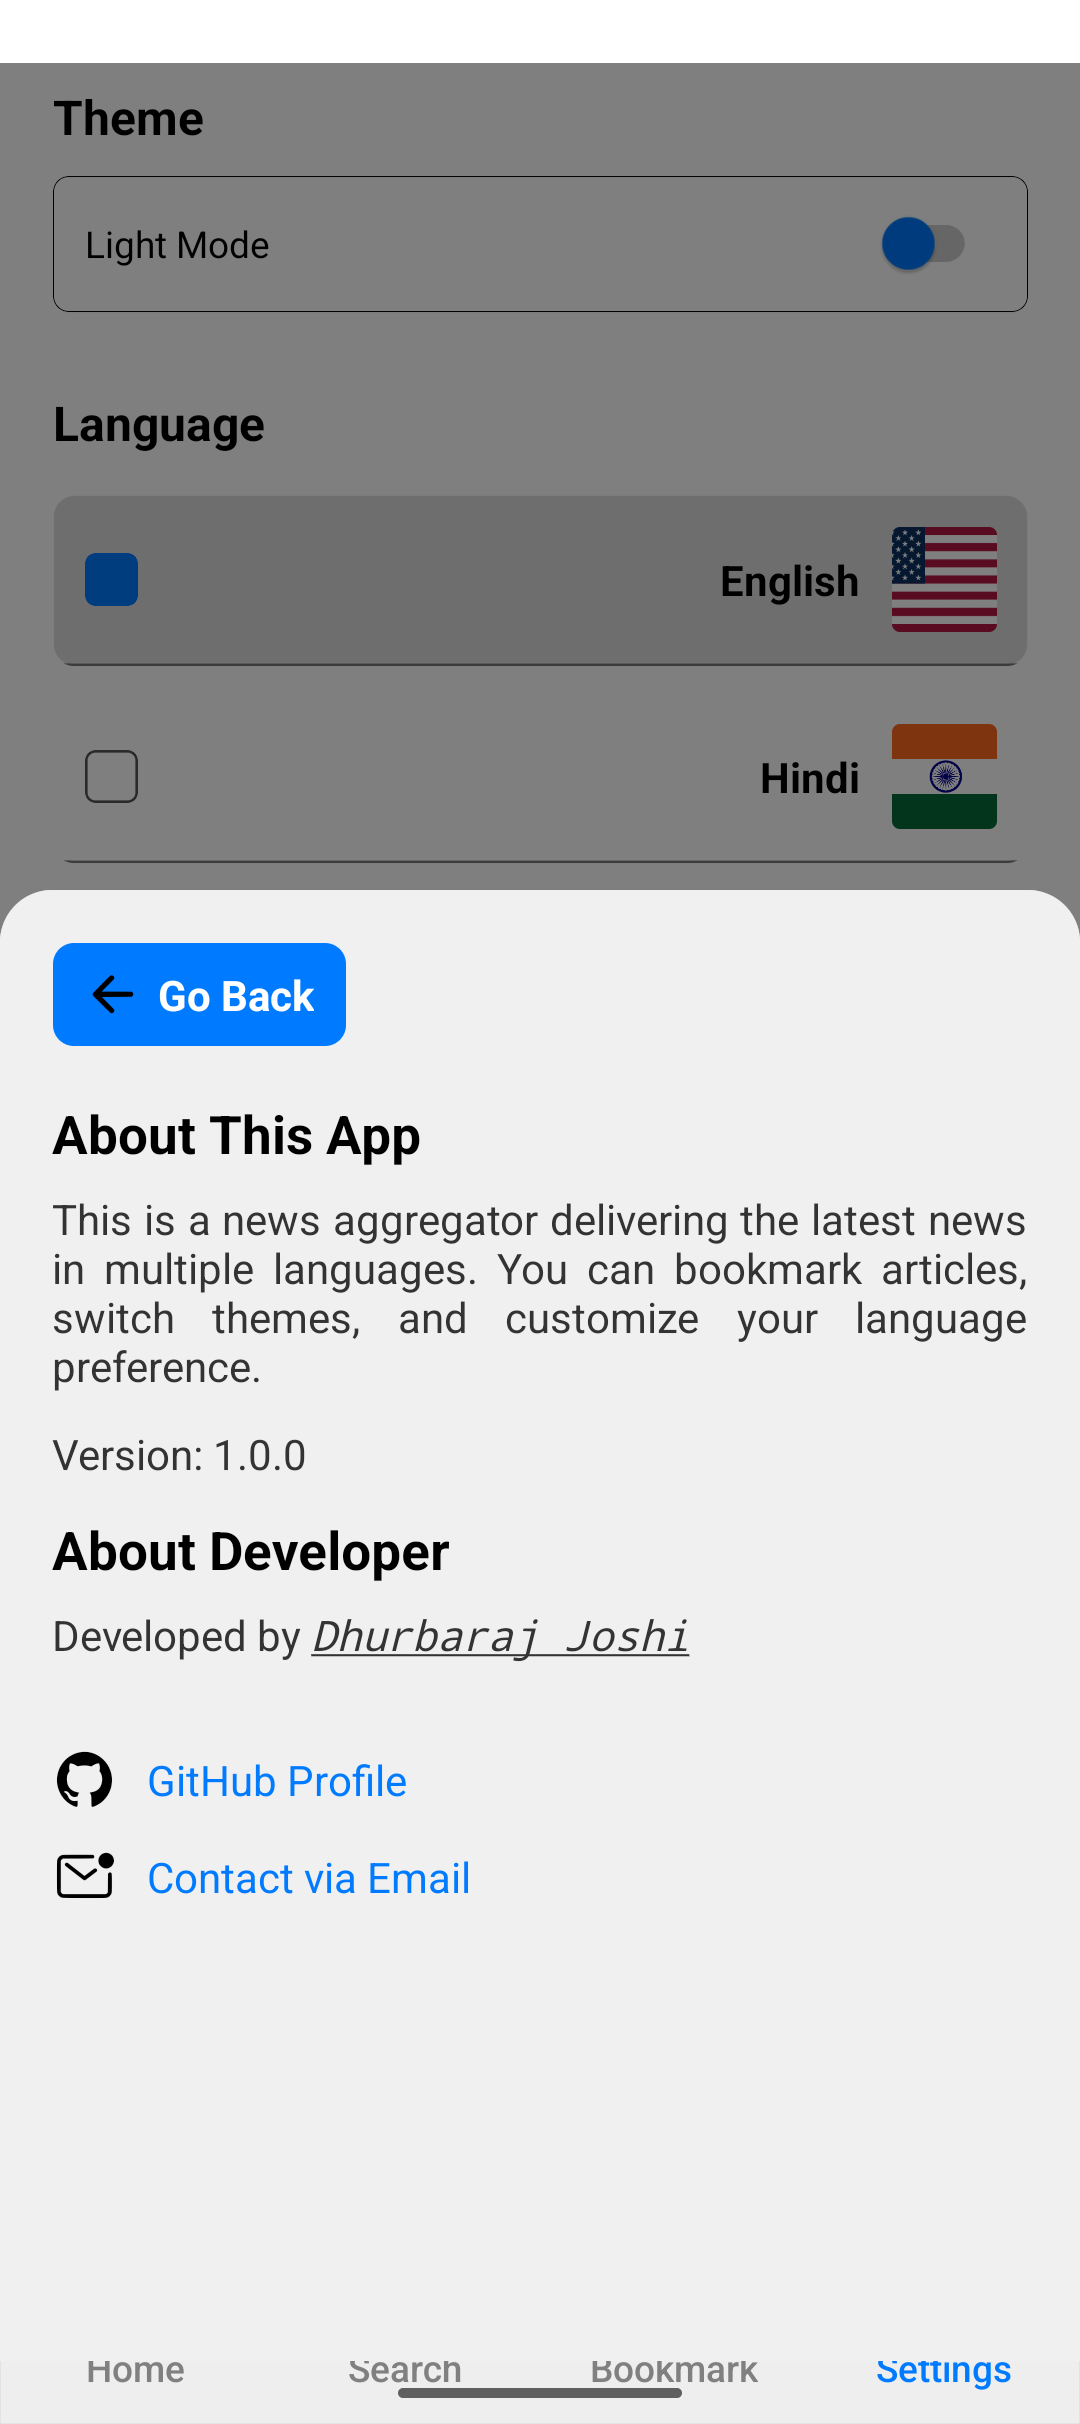 Theme
Light Mode
Language
English
Hindi
Go Back
About This App
This is a news aggregator delivering the latest news
in multiple languages. You can bookmark articles,
switch themes, and customize your language
preference.
Version: 1.0.0
About Developer
Developed by Dhurbaraj Joshi
GitHub Profile
Contact via Email
Home Search Bookmark Settings